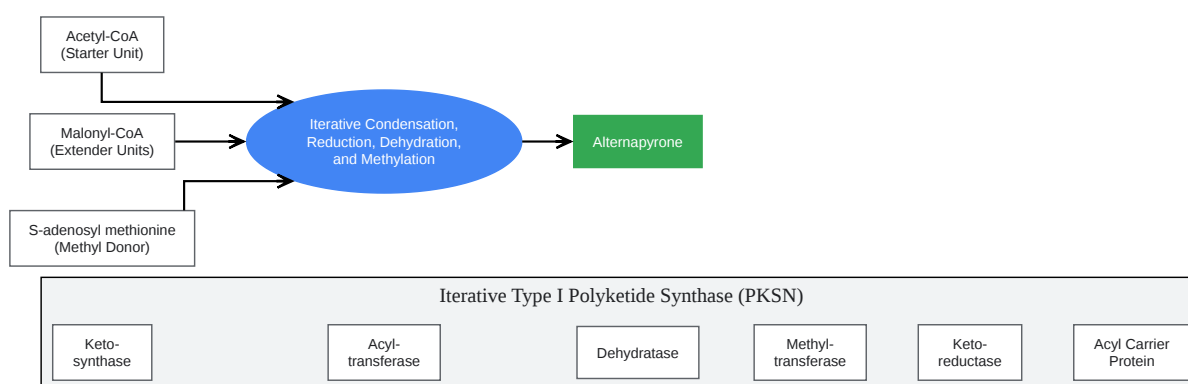 Acetyl-CoA
(Starter Unit)
Malonyl-CoA
(Extender Units)
S-adenosyl methionine
(Methyl Donor)
Iterative Condensation,
Reduction, Dehydration,
and Methylation
Alternapyrone
Iterative Type I Polyketide Synthase (PKSN)
Keto-
synthase
Acyl-
transferase
Dehydratase
Methyl-
transferase
Keto-
reductase
Acyl Carrier
Protein